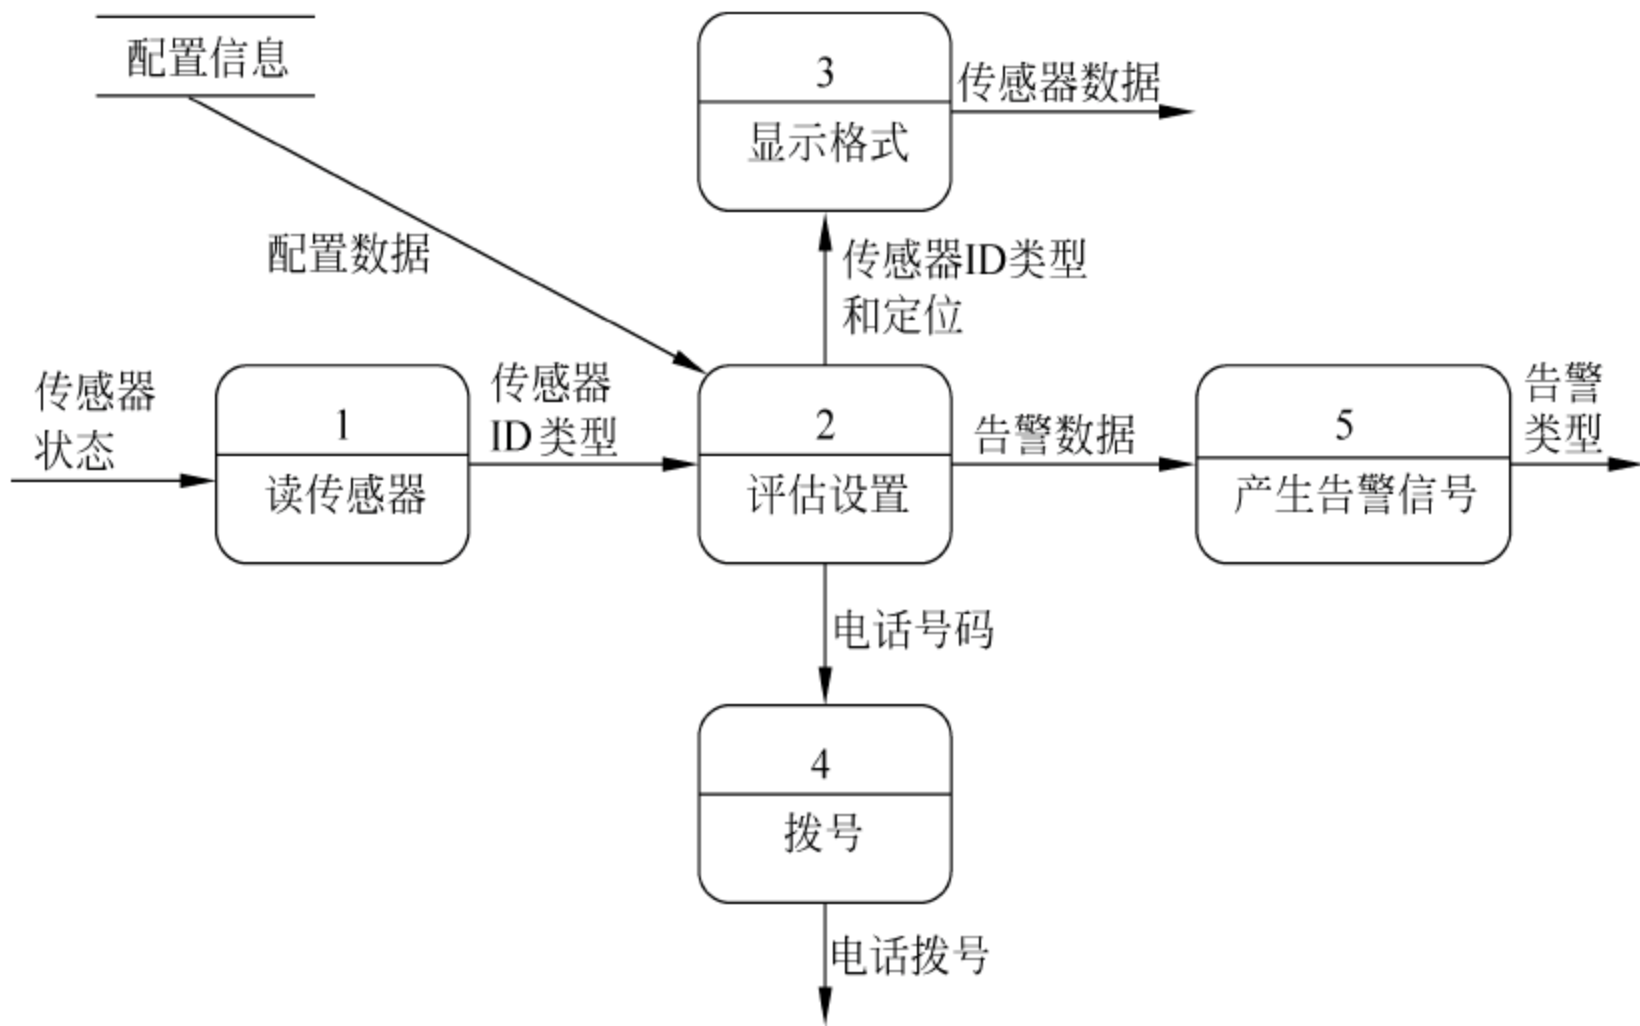 配置信息
3
显示格式
传感器数据
配置数据
传感器ID类型
和定位
传感器
状态
1
读传感器
传感器
ID类型
2
评估设置
告警数据
5
产生告警信号
告警
类型
电话号码
4
拨号
电话拨号